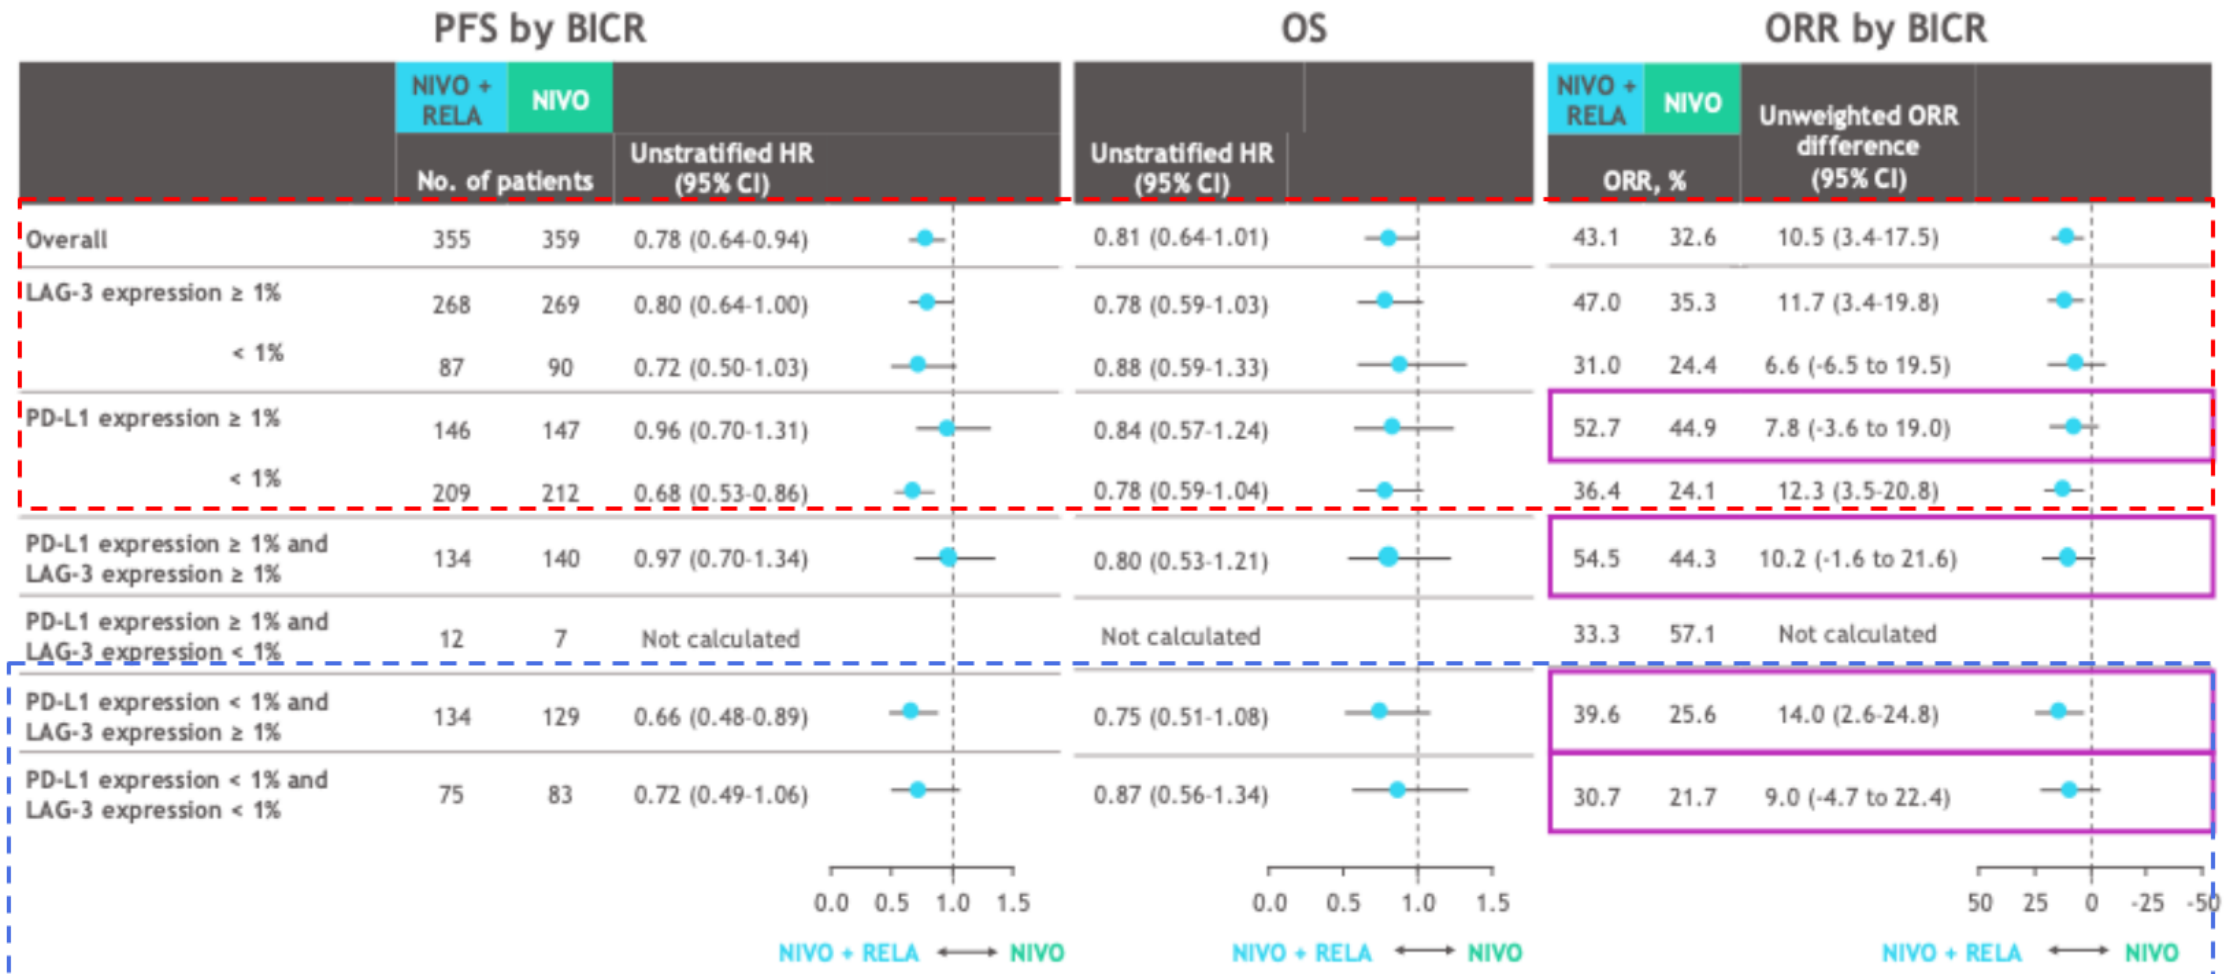 PFS by BICR OS ORR by BICR
NIVO + RELA NIVO NIVO + RELA NIVO
No. of patients Unstratified HR (95% CI) Unstratified HR (95% CI) ORR, % Unweighted ORR difference (95% CI)
Overall 355 359 0.78 (0.64-0.94) 0.81 (0.64-1.01) 43.1 32.6 10.5 (3.4-17.5)
LAG-3 expression ≥ 1% 268 269 0.80 (0.64-1.00) 0.78 (0.59-1.03) 47.0 35.3 11.7 (3.4-19.8)
< 1% 87 90 0.72 (0.50-1.03) 0.88 (0.59-1.33) 31.0 24.4 6.6 (-6.5 to 19.5)
PD-L1 expression ≥ 1% 146 147 0.96 (0.70-1.31) 0.84 (0.57-1.24) 52.7 44.9 7.8 (-3.6 to 19.0)
< 1% 209 212 0.68 (0.53-0.86) 0.78 (0.59-1.04) 36.4 24.1 12.3 (3.5-20.8)
PD-L1 expression ≥ 1% and
LAG-3 expression ≥ 1% 134 140 0.97 (0.70-1.34) 0.80 (0.53-1.21) 54.5 44.3 10.2 (-1.6 to 21.6)
PD-L1 expression ≥ 1% and
LAG-3 expression < 1% 12 7 Not calculated Not calculated 33.3 57.1 Not calculated
PD-L1 expression < 1% and
LAG-3 expression ≥ 1% 134 129 0.66 (0.48-0.89) 0.75 (0.51-1.08) 39.6 25.6 14.0 (2.6-24.8)
PD-L1 expression < 1% and
LAG-3 expression < 1% 75 83 0.72 (0.49-1.06) 0.87 (0.56-1.34) 30.7 21.7 9.0 (-4.7 to 22.4)
0.0 0.5 1.0 1.5 0.0 0.5 1.0 1.5 50 25 0 -25 -50
NIVO + RELA ⟷ NIVO NIVO + RELA ⟷ NIVO NIVO + RELA ⟷ NIVO